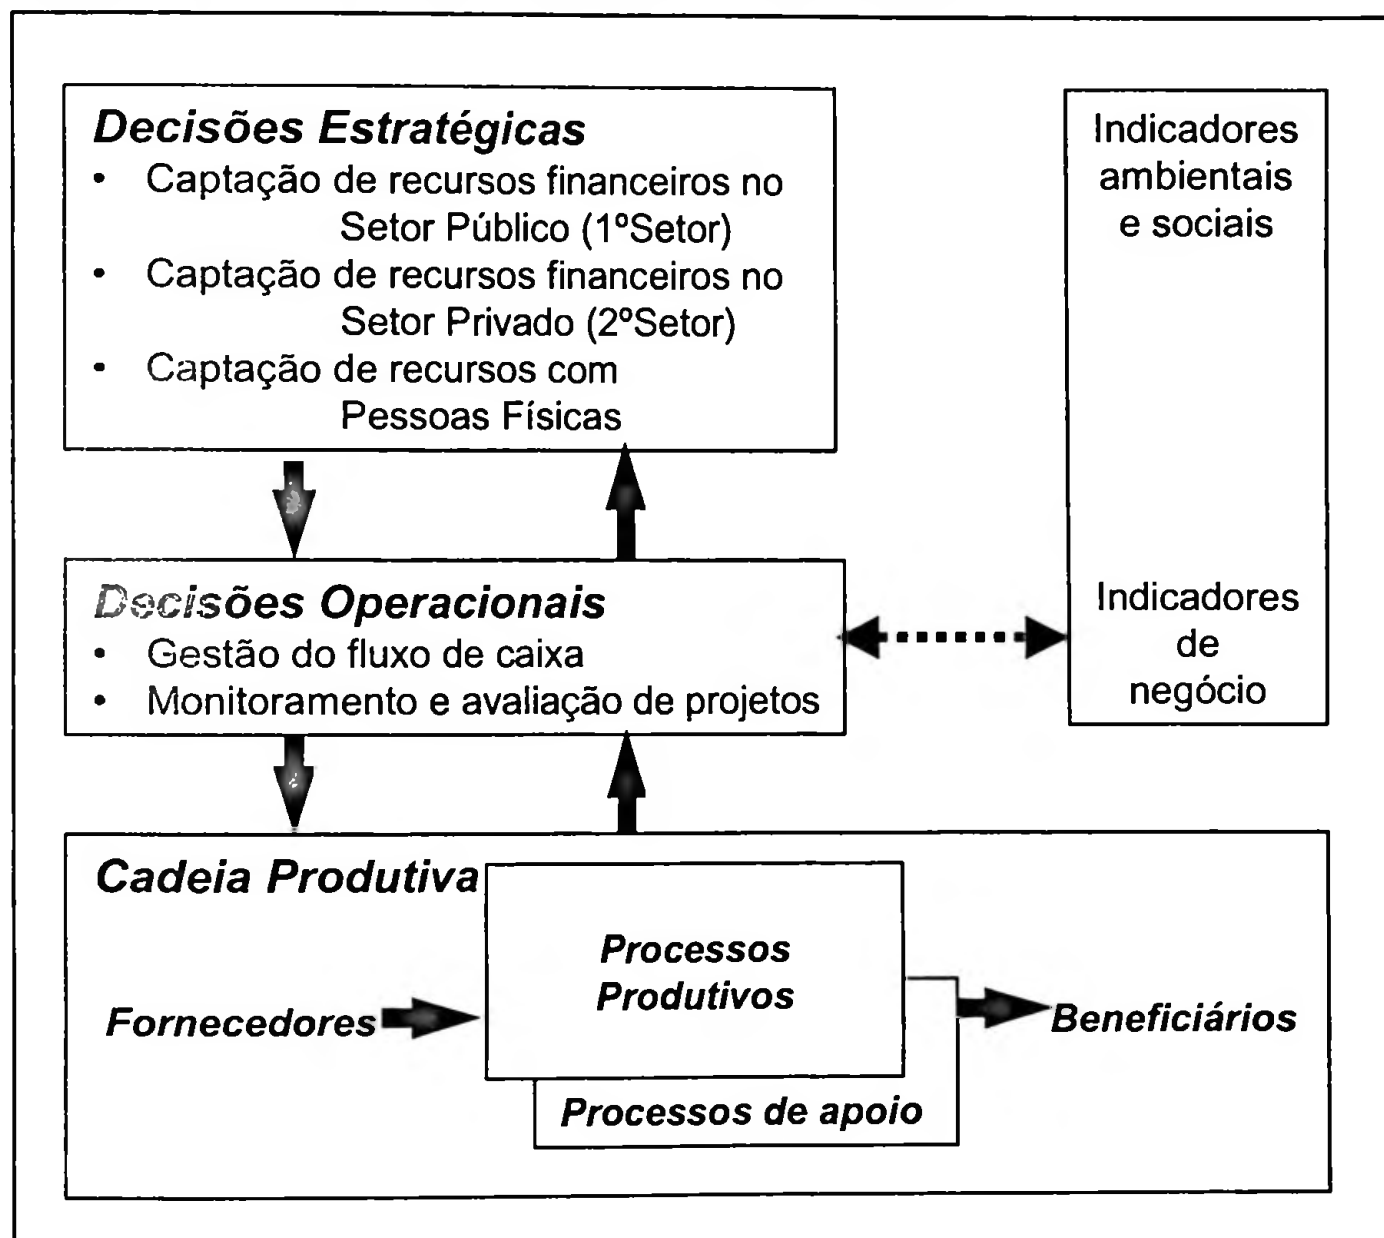 Decisões Estratégicas
• Captação de recursos financeiros no
Setor Público (1ºSetor)
• Captação de recursos financeiros no
Setor Privado (2ºSetor)
• Captação de recursos com
Pessoas Físicas
Indicadores
ambientais
e sociais
Decisões Operacionais
• Gestão do fluxo de caixa
• Monitoramento e avaliação de projetos
Indicadores
de
negócio
Cadeia Produtiva
Fornecedores
Processos
Produtivos
Processos de apoio
Beneficiários